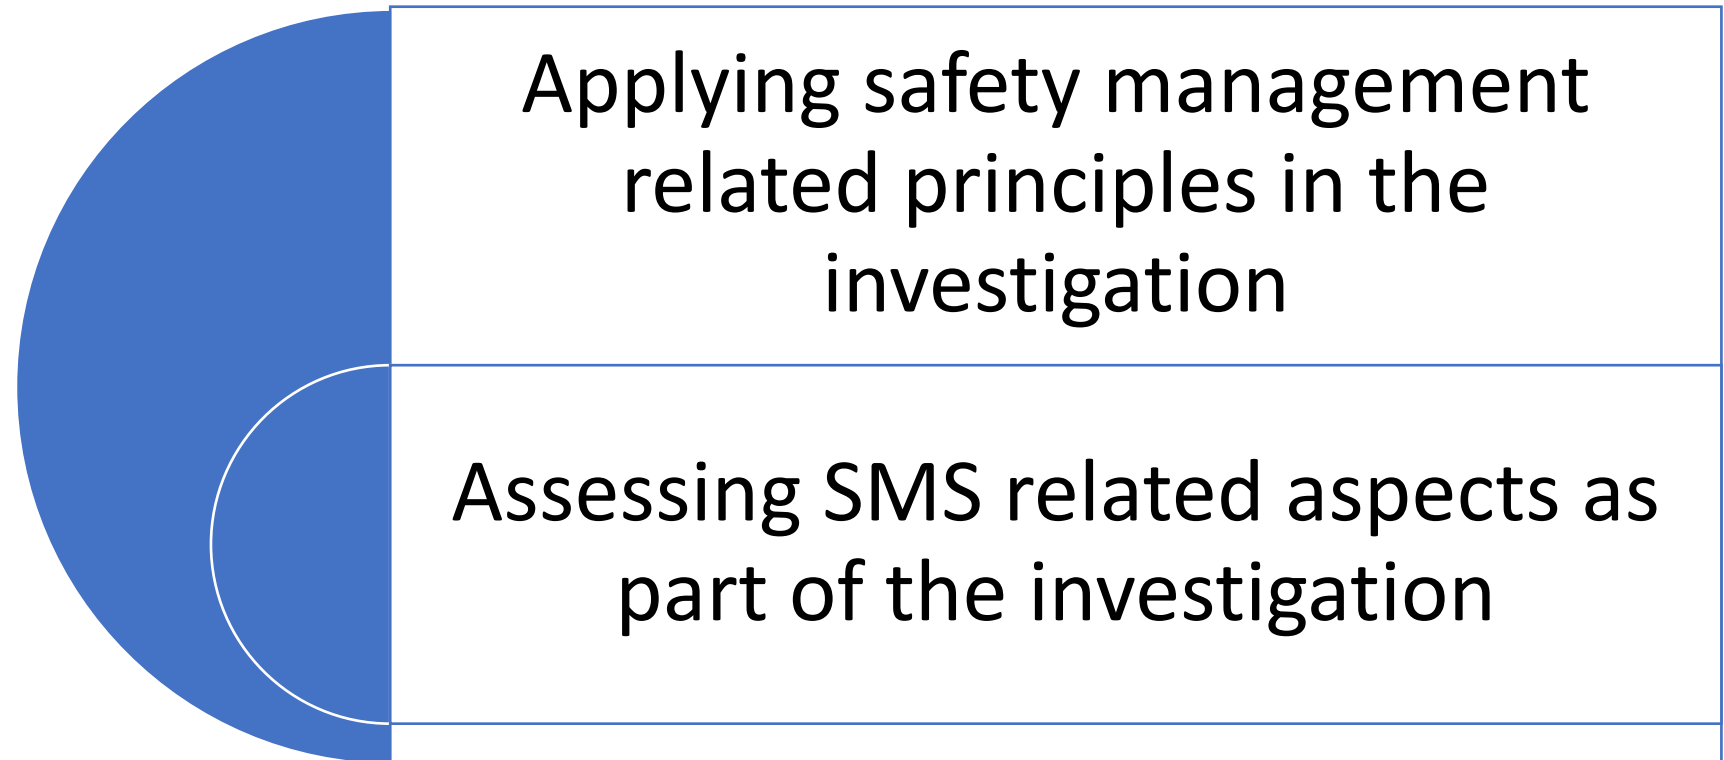 Applying safety management
related principles in the
investigation
Assessing SMS related aspects as
part of the investigation